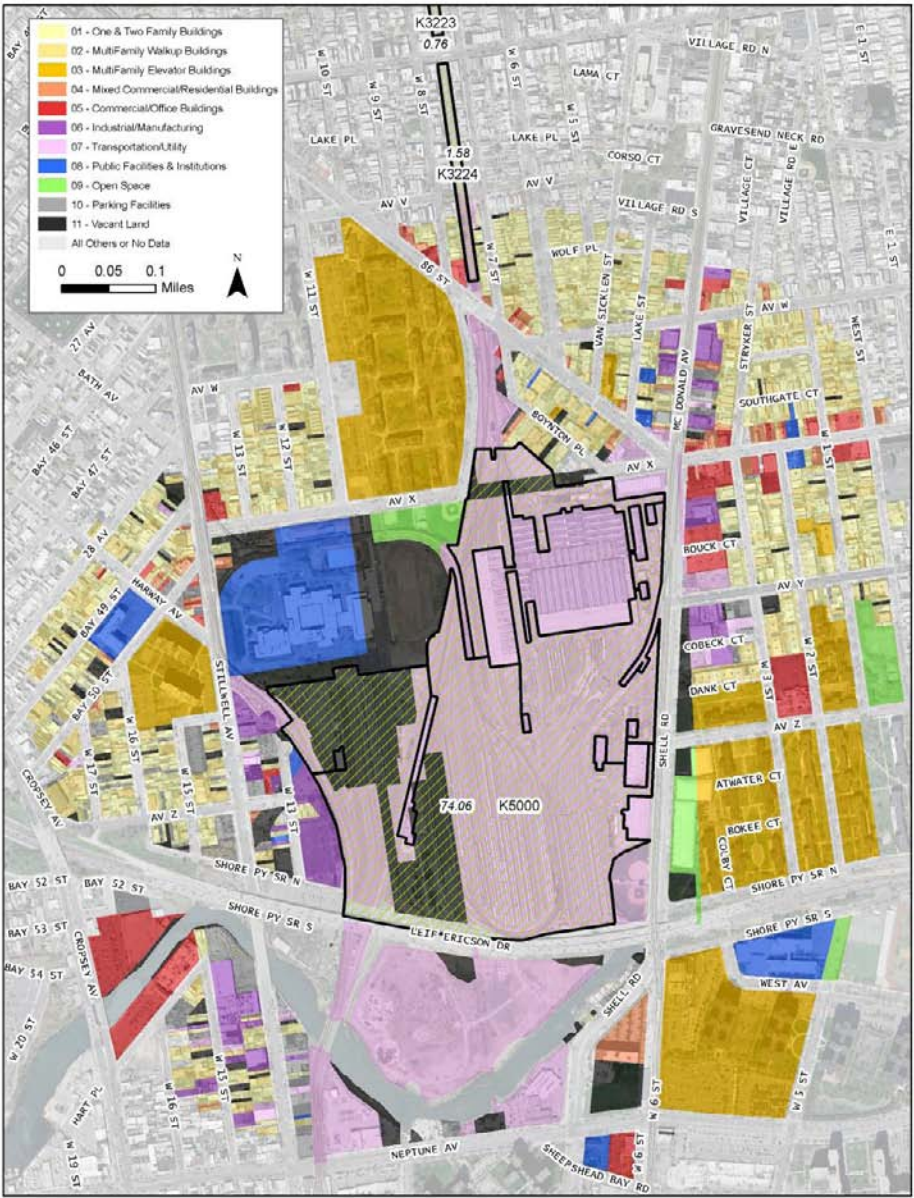 K3223
0.76
1.58
K3224
01 - One & Two Family Buildings
02 - MultiFamily Walkup Buildings
03 - MultiFamily Elevator Buildings
04 - Mixed Commercial/Residential Buildings
05 - Commercial/Office Buildings
06 - Industrial/Manufacturing
07 - Transportation/Utility
08 - Public Facilities & Institutions
09 - Open Space
10 - Parking Facilities
11 - Vacant Land
All Others or No Data
0 0.05 0.1
Miles
N
W 10 ST
W 9 ST
W 8 ST
W 6 ST
W 5 ST
VILLAGE RD N
E 1 ST
LAMA CT
LAKE PL
LAKE PL
GRAVESEND NECK RD
CORSO CT
VILLAGE CT
VILLAGE RD E
AV V
AV V
VILLAGE RD S
E 1 ST
86 ST
W 7 ST
WOLF PL
VAN SICKLEN ST
LAKE ST
W 11 ST
AV W
STRYKER ST
WEST ST
27 AV
BATH AV
AV W
MC DONALD AV
SOUTHGATE CT
BAY 46 ST
BAY 47 ST
W 13 ST
W 12 ST
BOYNTON PL
W 1 ST
AV X
AV X
28 AV
BOUCK CT
HARWAY AV
BAY 49 ST
AV Y
COBECK CT
STILLWELL AV
BAY 50 ST
W 3 ST
W 2 ST
DANK CT
W 16 ST
AV Z
W 17 ST
W 15 ST
SHELL RD
ATWATER CT
CROPSEY AV
AV Z
W 13 ST
74.06
K5000
BOKEE CT
COLBY CT
SHORE PY SR N
SHORE PY SR N
BAY 52 ST
BAY 52 ST
SHORE PY SR S
LEIF ERICSON DR
SHORE PY SR S
BAY 53 ST
CROPSEY AV
BAY 54 ST
WEST AV
SHELL RD
W 20 ST
HART PL
W 16 ST
W 15 ST
W 6 ST
W 5 ST
NEPTUNE AV
W 19 ST
SHEEPSHEAD BAY RD
W 6 ST